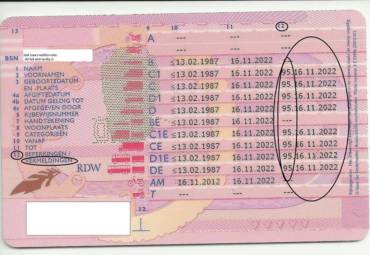 13
9 10 11 12
A --- ---
BSN
B ≤13.02.1987 16.11.2022
1 NAAM
2 VOORNAMEN
3 GEBOORTEDATUM
EN -PLAATS
4a AFGIFTEDATUM
4b DATUM GELDIG TOT
4c AFGEGEVEN DOOR
5 RIJBEWIJSNUMMER
7 HANDTEKENING
8 WOONPLAATS
9 CATEGORIEEN
10 VANAF
11 TOT
12 BEPERKINGEN /
VERMELDINGEN
RDW
C1 ≤13.02.1987 16.11.2022 95.16.11.2022
C ≤13.02.1987 16.11.2022 95.16.11.2022
D1 ≤13.02.1987 16.11.2022 95.16.11.2022
D ≤13.02.1987 16.11.2022 95.16.11.2022
BE ≤13.02.1987 16.11.2022 ---
C1E ≤13.02.1987 16.11.2022 95.16.11.2022
CE ≤13.02.1987 16.11.2022 95.16.11.2022
D1E ≤13.02.1987 16.11.2022 95.16.11.2022
DE ≤13.02.1987 16.11.2022 95.16.11.2022
AM 16.11.2012 16.11.2022
T --- ---
12